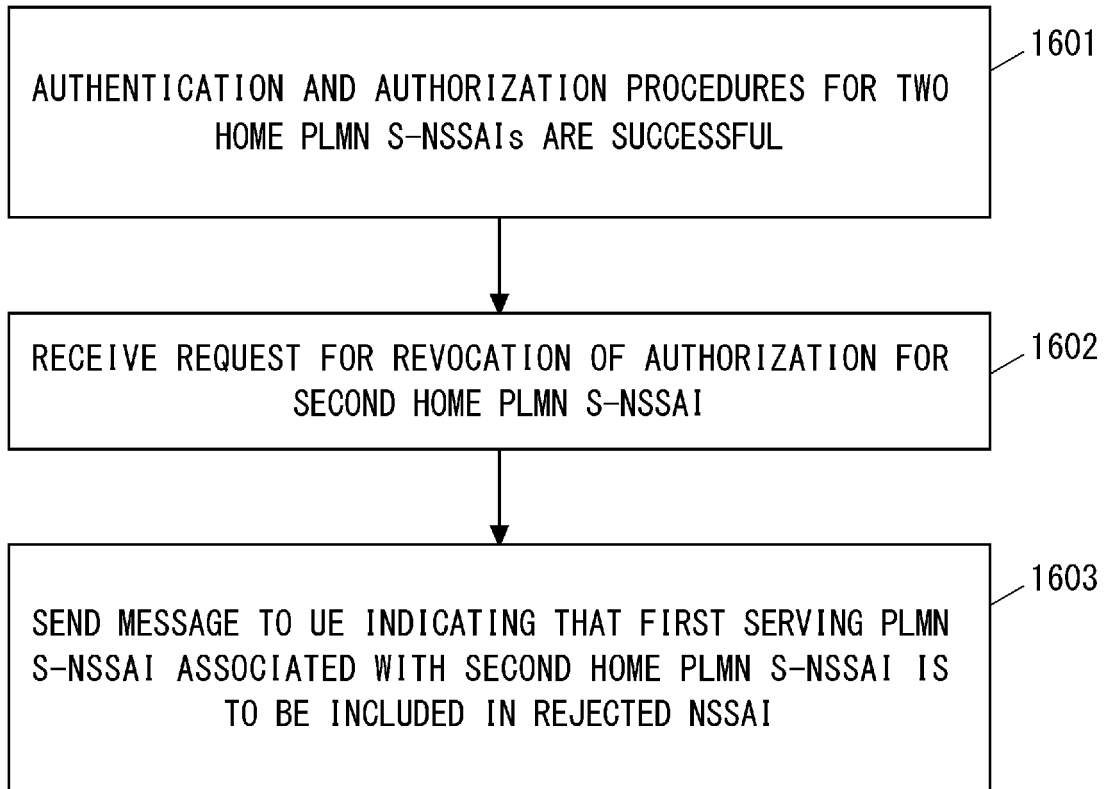 AUTHENTICATION AND AUTHORIZATION PROCEDURES FOR TWO
HOME PLMN S-NSSAIs ARE SUCCESSFUL
1601
RECEIVE REQUEST FOR REVOCATION OF AUTHORIZATION FOR
SECOND HOME PLMN S-NSSAI
1602
SEND MESSAGE TO UE INDICATING THAT FIRST SERVING PLMN
S-NSSAI ASSOCIATED WITH SECOND HOME PLMN S-NSSAI IS
TO BE INCLUDED IN REJECTED NSSAI
1603